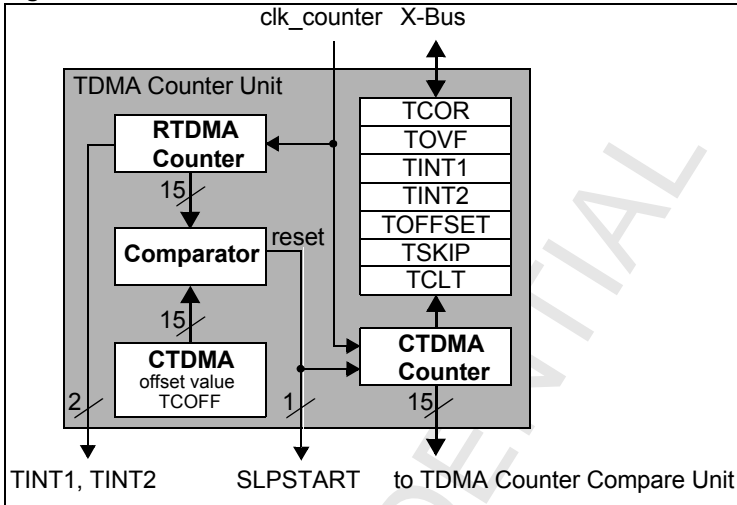 clk_counter X-Bus
TDMA Counter Unit
RTDMA
Counter
TCOR
TOVF
TINT1
TINT2
TOFFSET
TSKIP
TCLT
15
Comparator
reset
15
CTDMA
offset value
TCOFF
CTDMA
Counter
2
1
15
TINT1, TINT2 SLPSTART to TDMA Counter Compare Unit